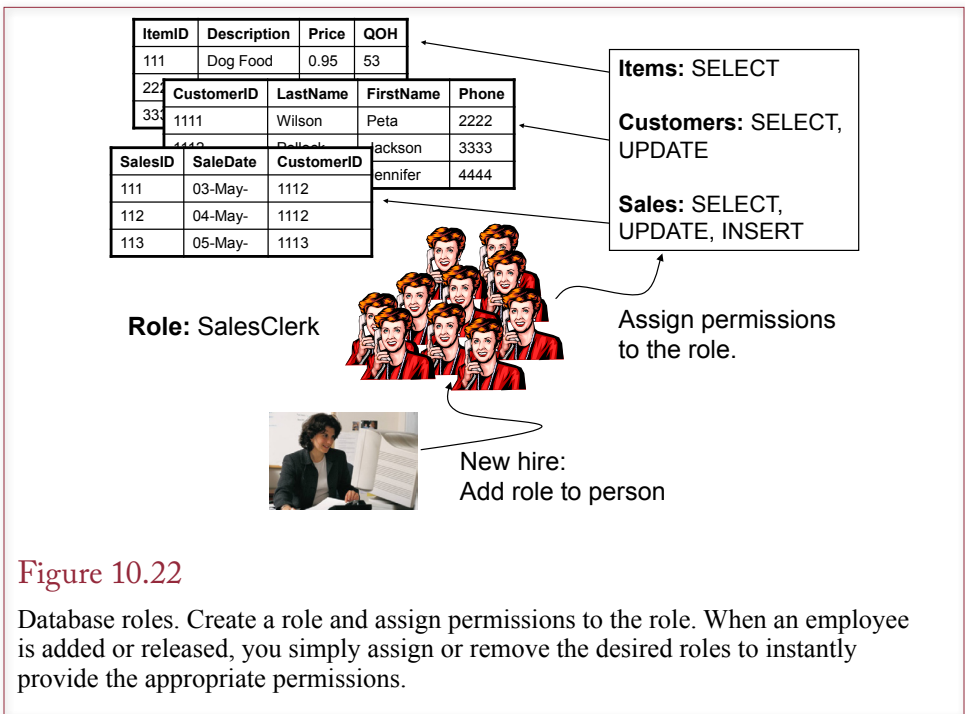 ItemID Description Price QOH
111 Dog Food 0.95 53
CustomerID LastName FirstName Phone
1111 Wilson Peta 2222
Jackson 3333
4444
SalesID SaleDate CustomerID
111 03-May- 1112
112 04-May- 1112
113 05-May- 1113
Items: SELECT
Customers: SELECT,
UPDATE
Sales: SELECT,
UPDATE, INSERT
Role: SalesClerk
Assign permissions
to the role.
New hire:
Add role to person
Figure 10.22
Database roles. Create a role and assign permissions to the role. When an employee
is added or released, you simply assign or remove the desired roles to instantly
provide the appropriate permissions.